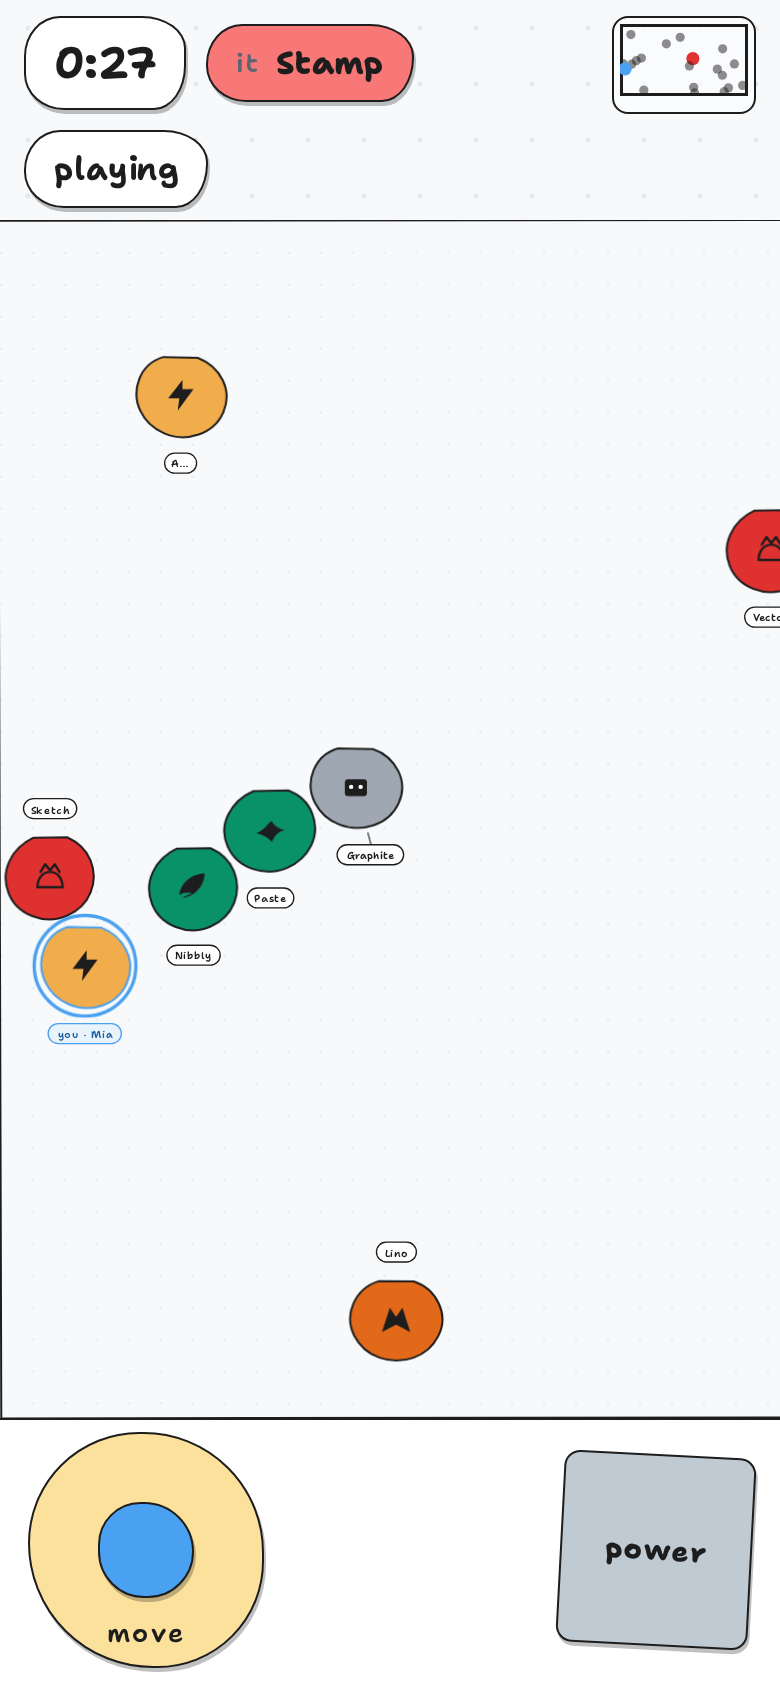 0:27
it Stamp
playing
A...
Vecto
Sketch
Graphite
Paste
Nibbly
you · Mia
Lino
move
power